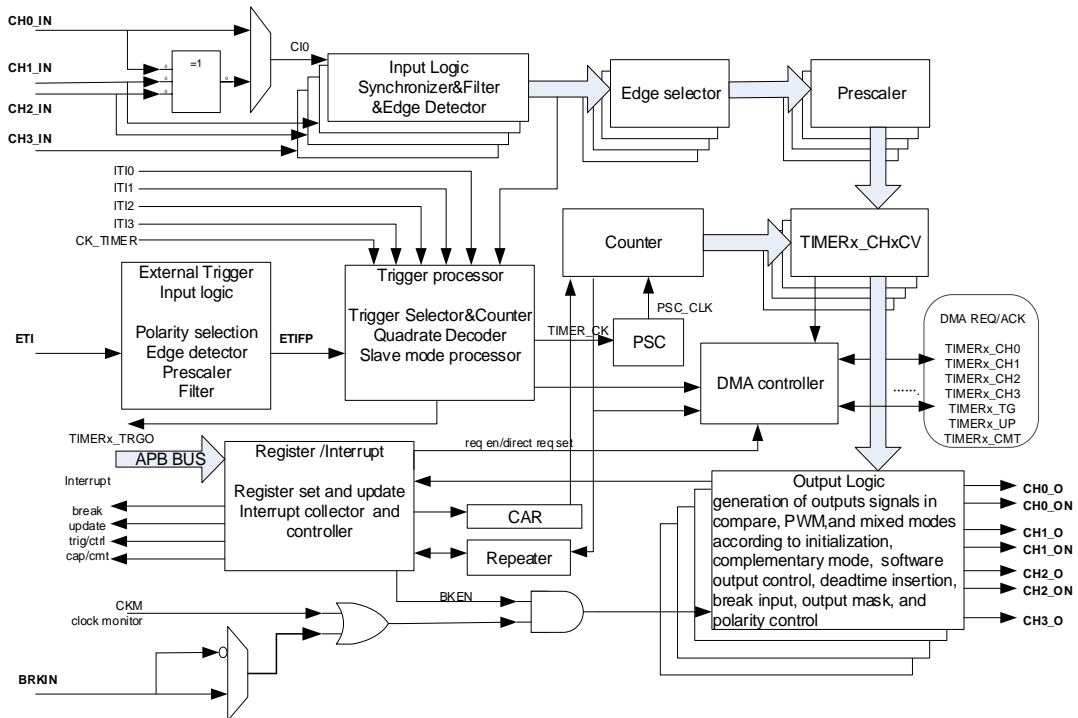 CH0_IN
=1
CH1_IN
CH2_IN
CH3_IN
CI0
Input Logic
Synchronizer&Filter
&Edge Detector
Edge selector
Prescaler
ITI0
ITI1
ITI2
ITI3
CK_TIMER
Counter
TIMERx_CHxCV
External Trigger
Input logic
Polarity selection
Edge detector
Prescaler
Filter
ETI
ETIFP
Trigger processor
Trigger Selector&Counter
Quadrate Decoder
Slave mode processor
TIMER_CK
PSC_CLK
PSC
DMA controller
DMA REQ/ACK
TIMERx_CH0
TIMERx_CH1
TIMERx_CH2
TIMERx_CH3
TIMERx_TG
TIMERx_UP
TIMERx_CMT
.......
TIMERx_TRGO
APB BUS
Register /Interrupt
Register set and update
Interrupt collector and
controller
req en/direct req set
Interrupt
break
update
trig/ctrl
cap/cmt
CAR
Repeater
Output Logic
generation of outputs signals in
compare, PWM,and mixed modes
according to initialization,
complementary mode, software
output control, deadtime insertion,
break input, output mask, and
polarity control
CH0_O
CH0_ON
CH1_O
CH1_ON
CH2_O
CH2_ON
CH3_O
BKEN
CKM
clock monitor
BRKIN